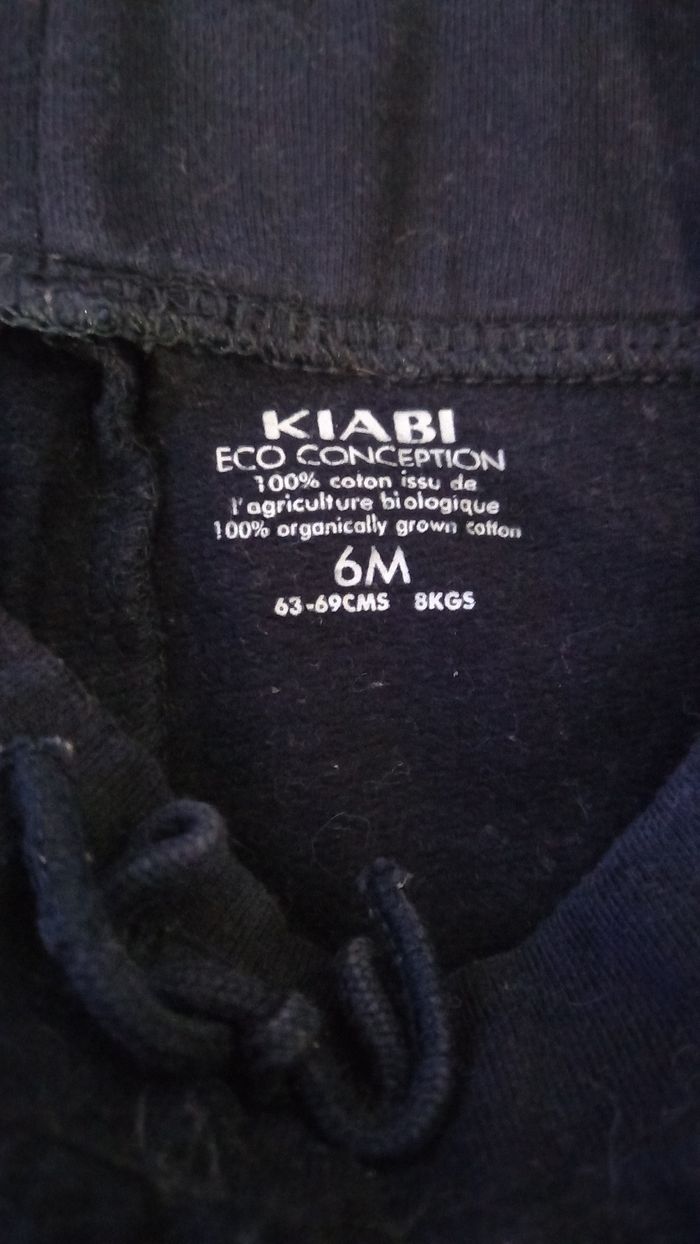 KIABI
ECO CONCEPTION
100% coton issu de
l'agriculture biologique
100% organically grown cotton
6M
63-69CMS 8KGS